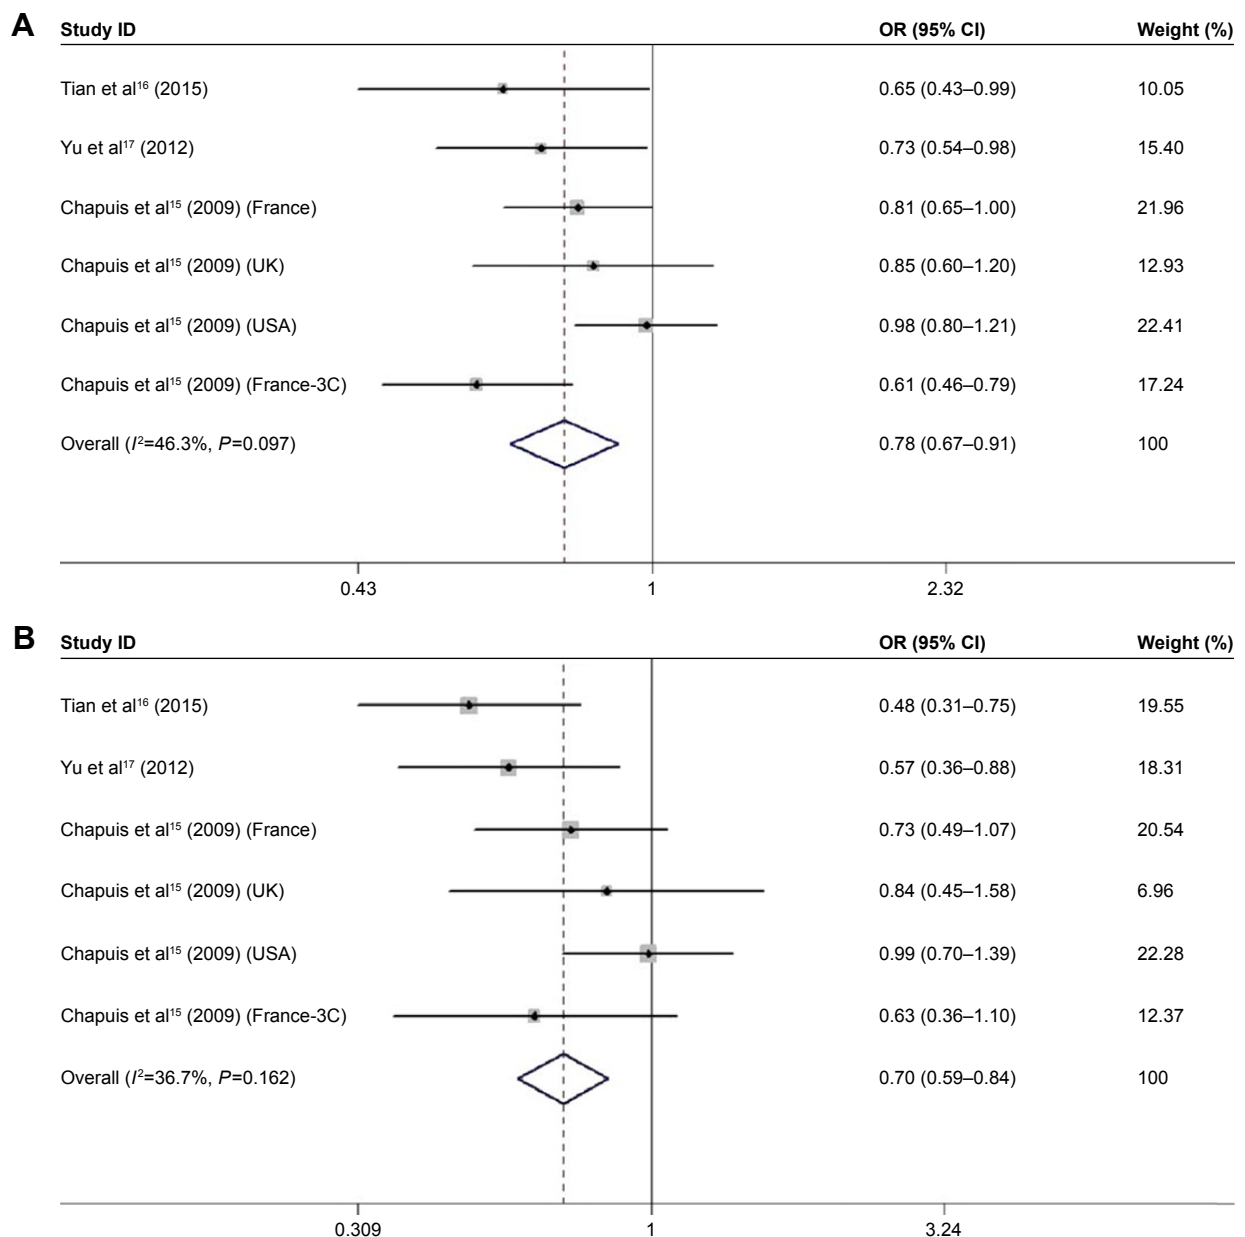 A Study ID OR (95% CI) Weight (%)
Tian et al¹⁶ (2015) 0.65 (0.43–0.99) 10.05
Yu et al¹⁷ (2012) 0.73 (0.54–0.98) 15.40
Chapuis et al¹⁵ (2009) (France) 0.81 (0.65–1.00) 21.96
Chapuis et al¹⁵ (2009) (UK) 0.85 (0.60–1.20) 12.93
Chapuis et al¹⁵ (2009) (USA) 0.98 (0.80–1.21) 22.41
Chapuis et al¹⁵ (2009) (France-3C) 0.61 (0.46–0.79) 17.24
Overall (I²=46.3%, P=0.097) 0.78 (0.67–0.91) 100
0.43 1 2.32
B Study ID OR (95% CI) Weight (%)
Tian et al¹⁶ (2015) 0.48 (0.31–0.75) 19.55
Yu et al¹⁷ (2012) 0.57 (0.36–0.88) 18.31
Chapuis et al¹⁵ (2009) (France) 0.73 (0.49–1.07) 20.54
Chapuis et al¹⁵ (2009) (UK) 0.84 (0.45–1.58) 6.96
Chapuis et al¹⁵ (2009) (USA) 0.99 (0.70–1.39) 22.28
Chapuis et al¹⁵ (2009) (France-3C) 0.63 (0.36–1.10) 12.37
Overall (I²=36.7%, P=0.162) 0.70 (0.59–0.84) 100
0.309 1 3.24